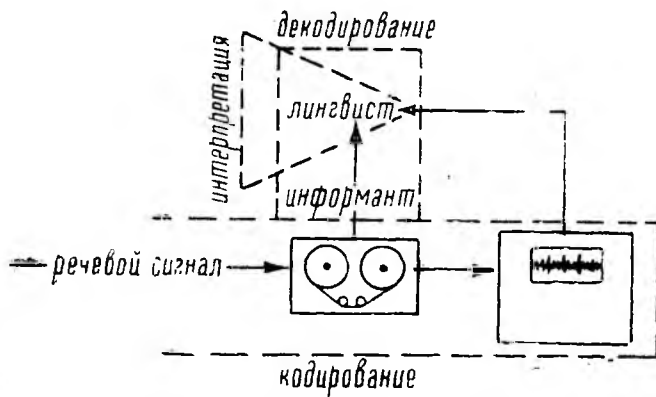 декодирование
интерпретация
лингвист
информант
речевой сигнал
кодирование